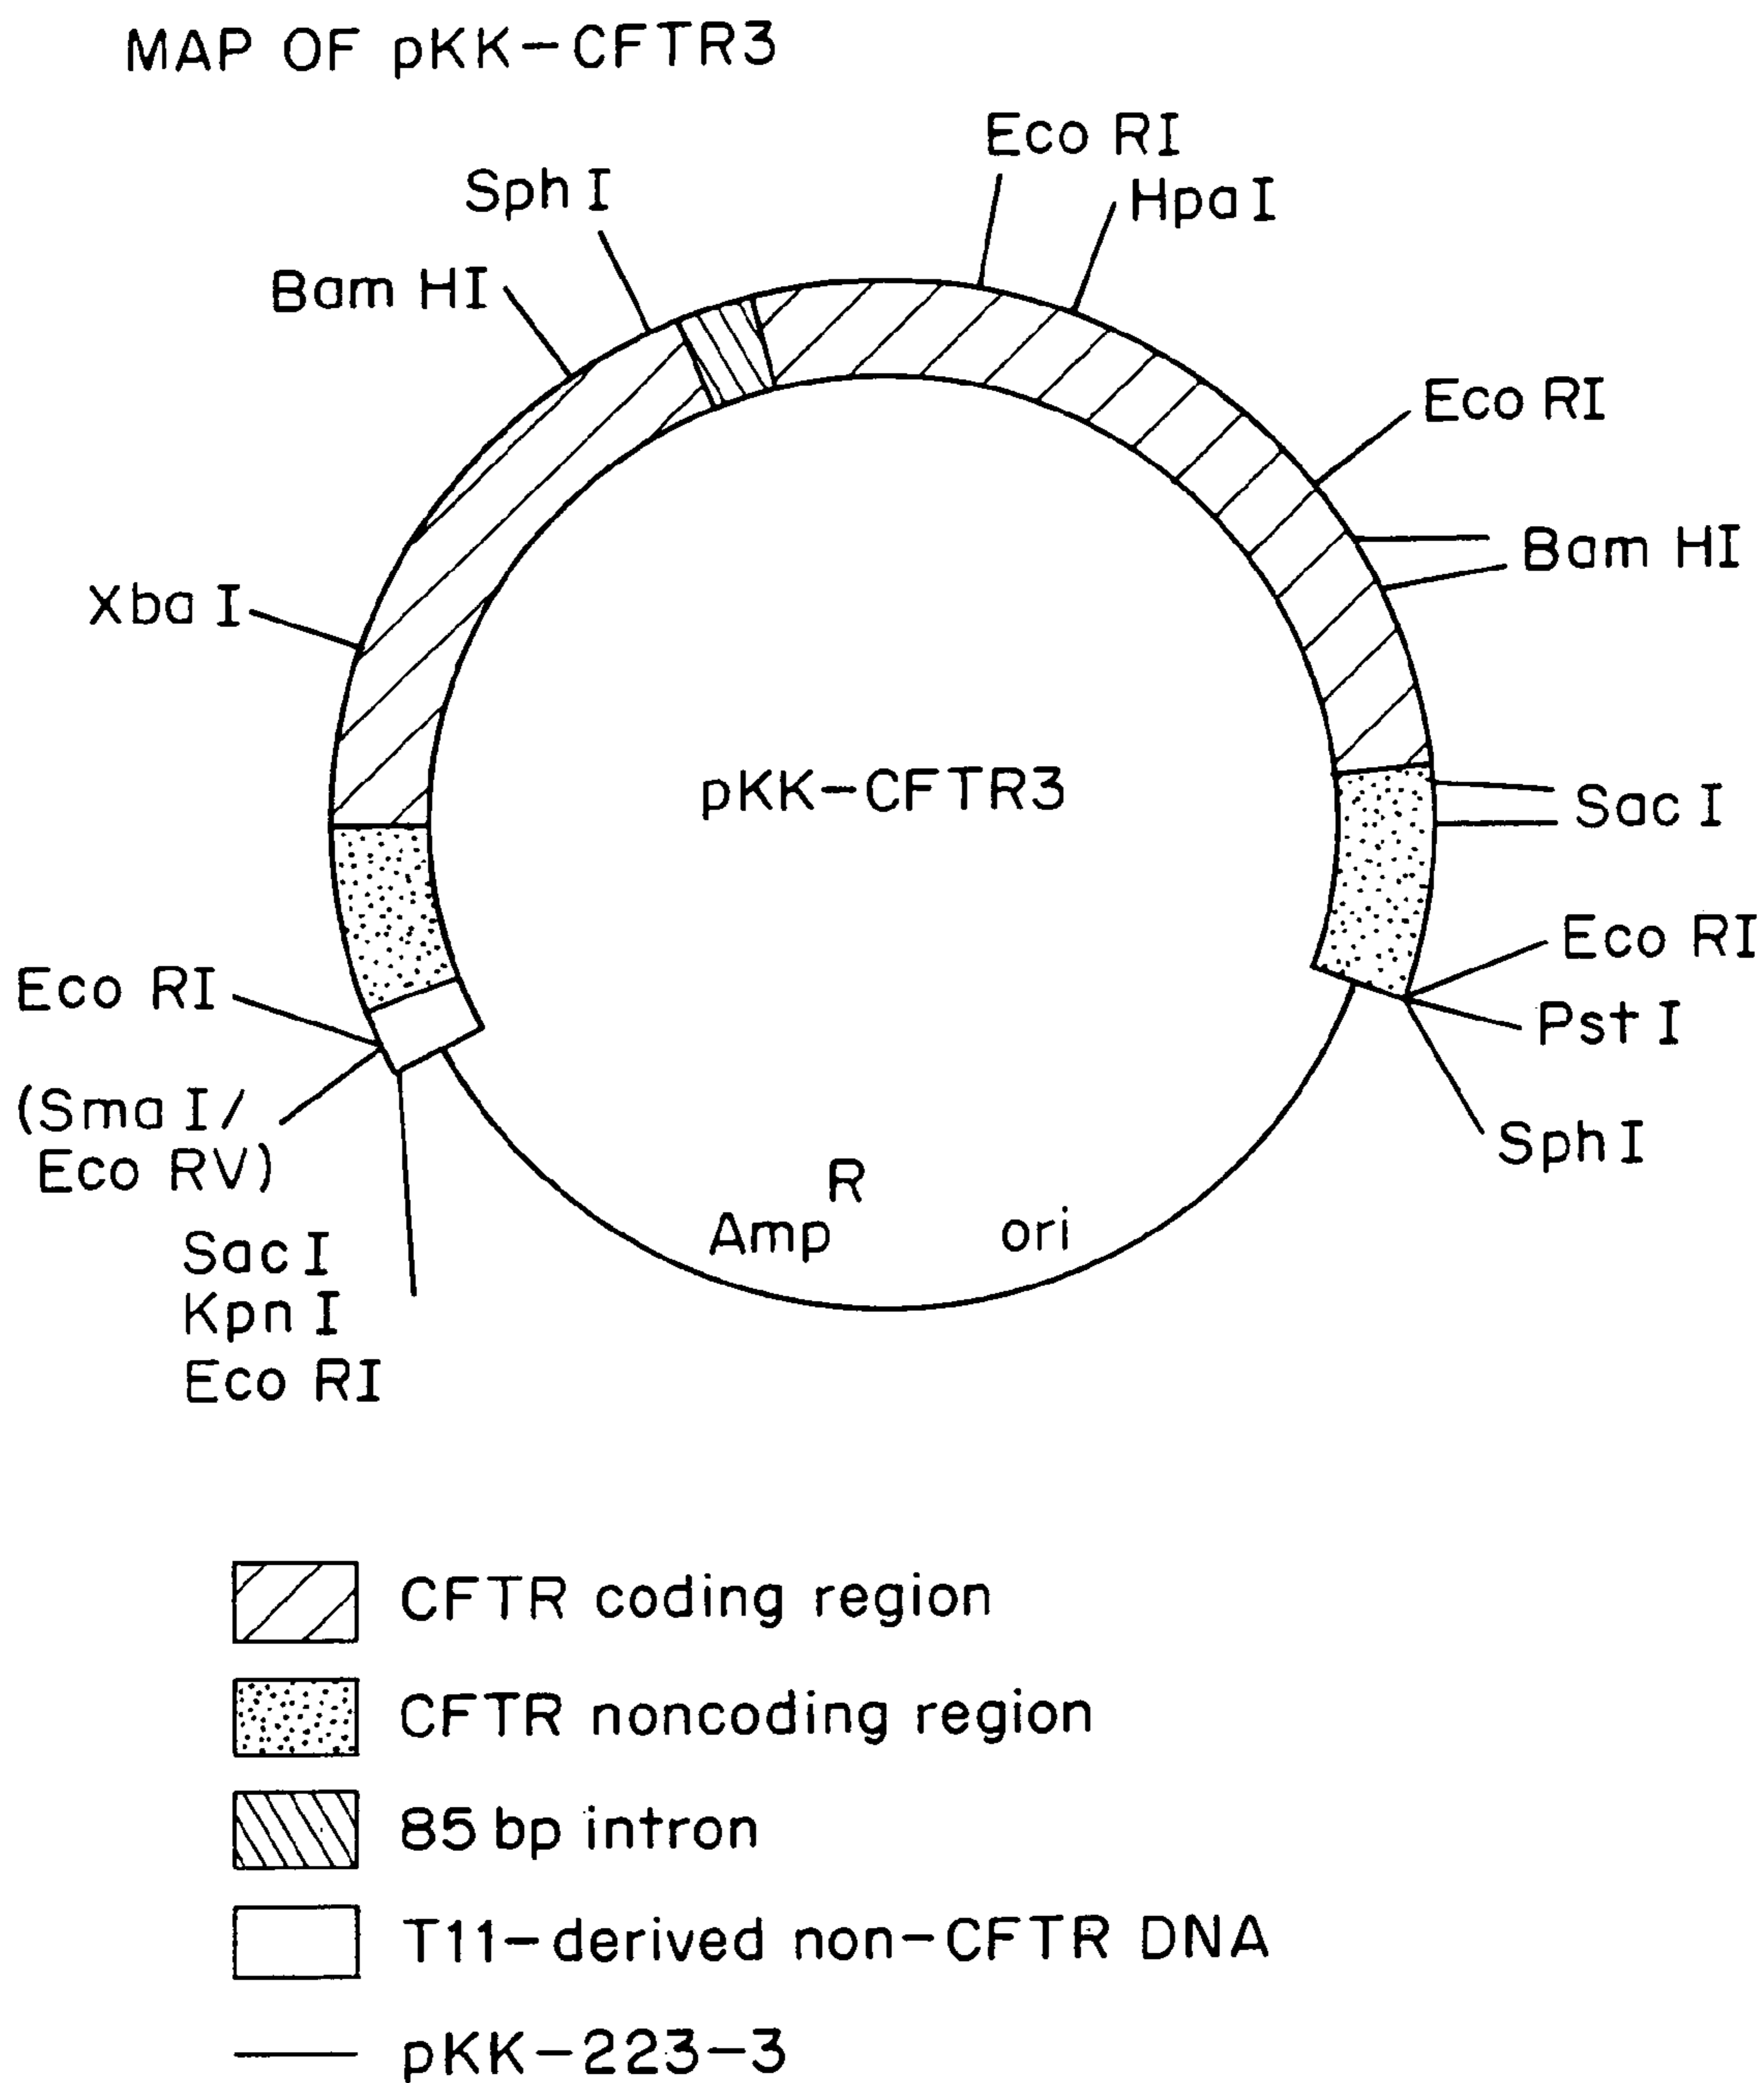 MAP OF pKK-CFTR3
Eco RI
Sph I
Hpa I
Bam HI
Eco RI
Bam HI
Xba I
pKK-CFTR3
Sac I
Eco RI
Eco RI
Pst I
(Sma I/
Eco RV)
Sph I
Amp R
ori
Sac I
Kpn I
Eco RI
CFTR coding region
CFTR noncoding region
85 bp intron
T11-derived non-CFTR DNA
pKK-223-3